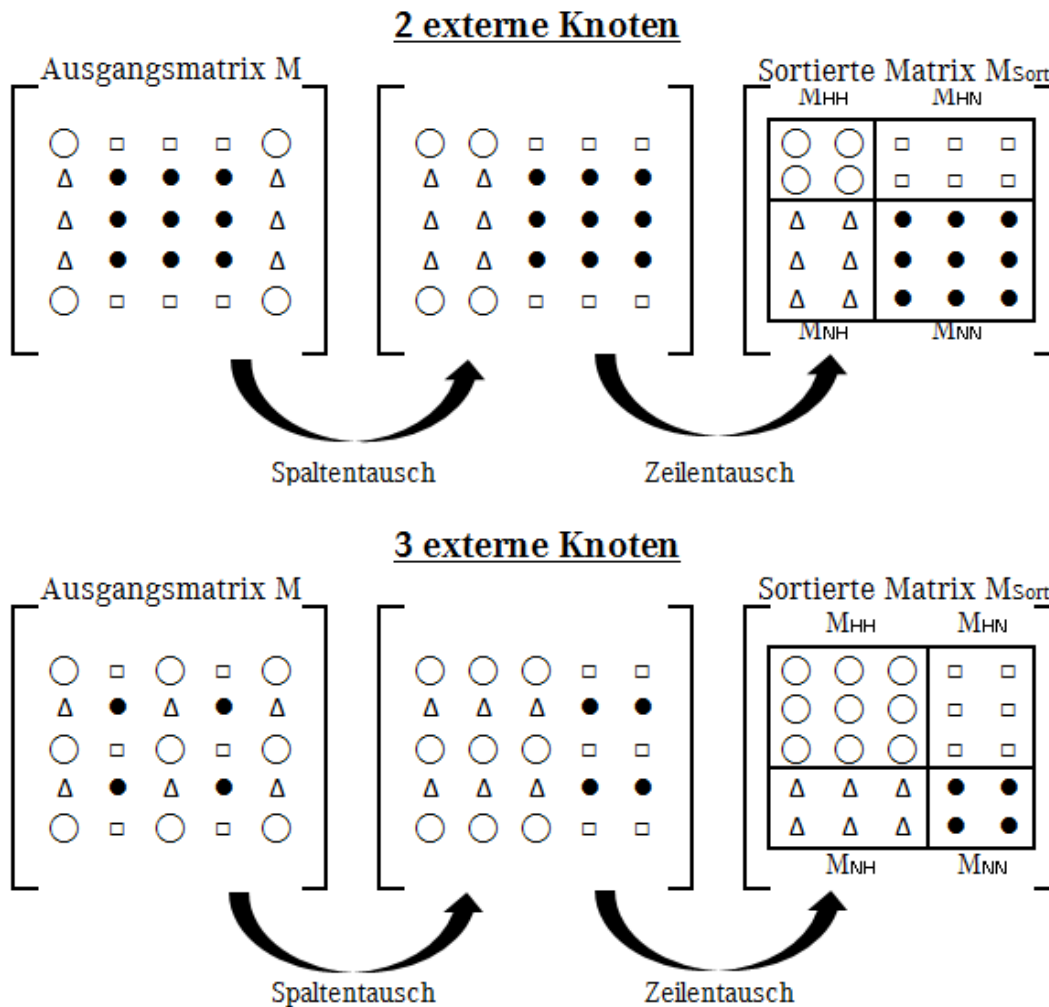 2 externe Knoten
Ausgangsmatrix M
Sortierte Matrix MSort
MHH MHN
MNH MNN
Spaltentausch Zeilentausch
3 externe Knoten
Ausgangsmatrix M
Sortierte Matrix MSort
MHH MHN
MNH MNN
Spaltentausch Zeilentausch